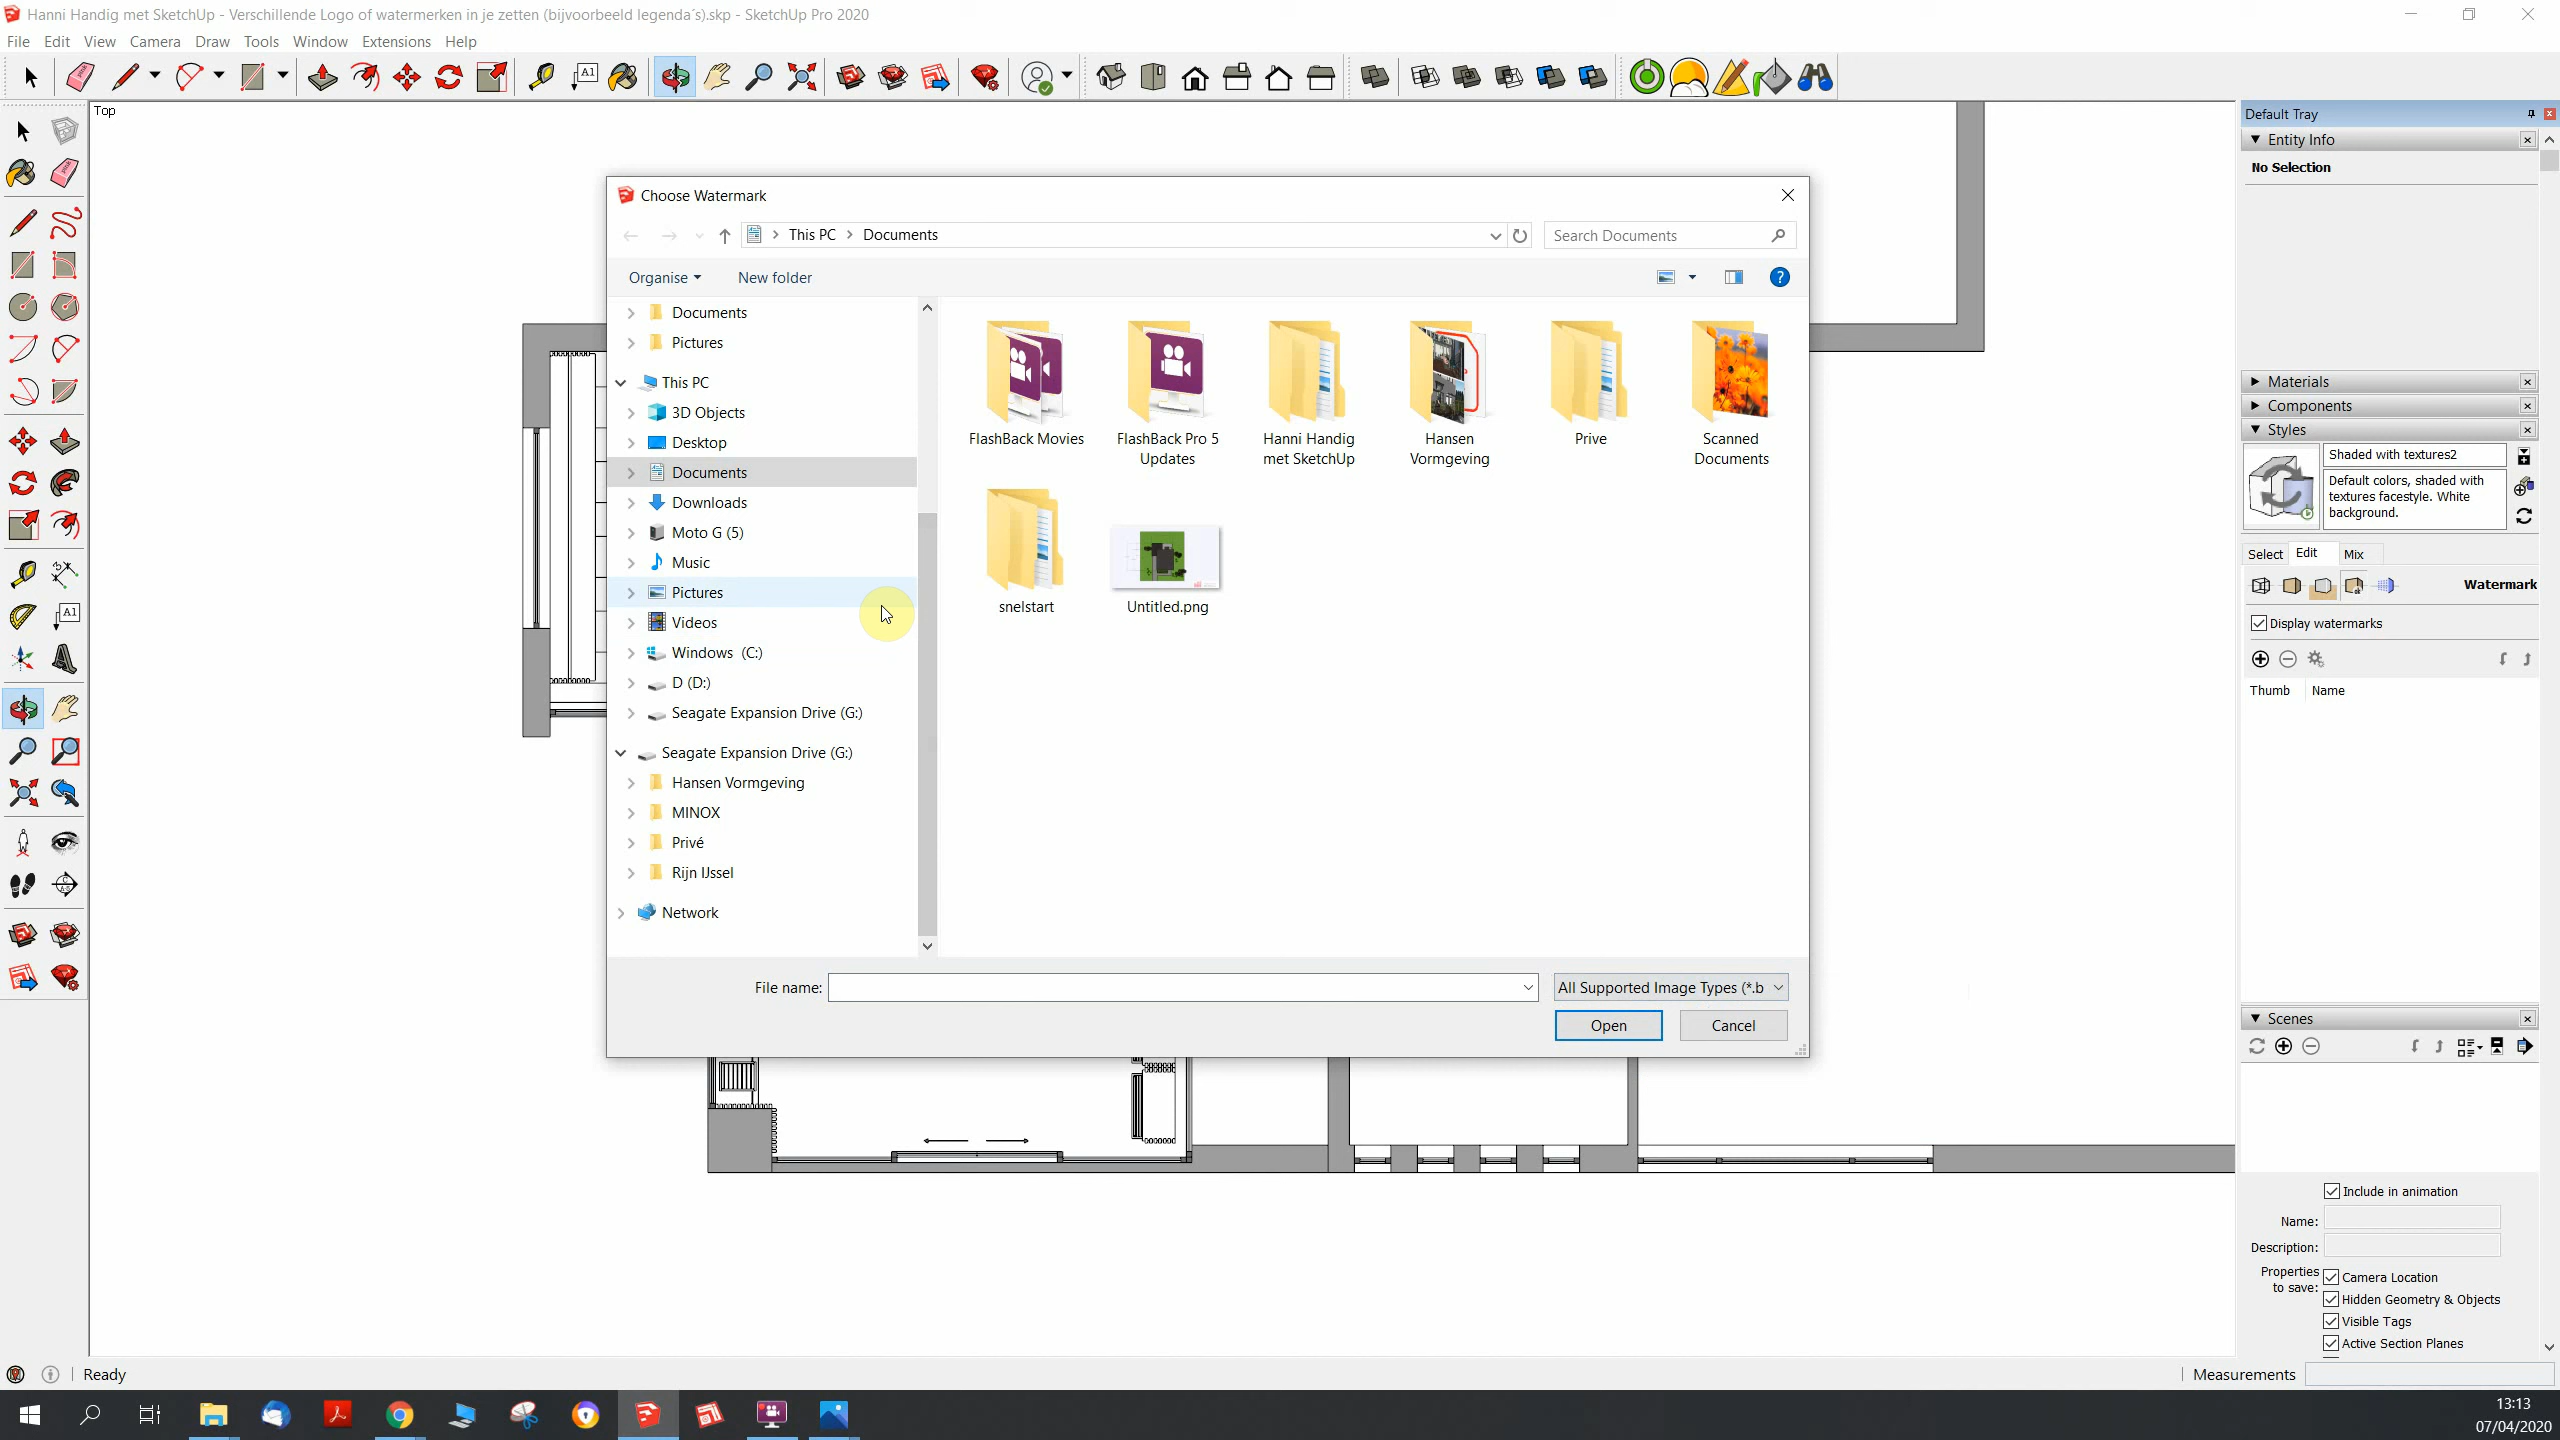 Hanni Handig met SketchUp - Verschillende Logo of watermerken in je zetten (bijvoorbeeld legenda's).skp - SketchUp Pro 2020
File Edit View Camera Draw Tools Window Extensions Help
Top
Default Tray
Entity Info
No Selection
Choose Watermark
This PC > Documents
Search Documents
Organise
New folder
Documents
Pictures
This PC
3D Objects
Desktop
Documents
Downloads
Moto G (5)
Music
Pictures
Videos
Windows (C:)
D (D:)
Seagate Expansion Drive (G:)
Seagate Expansion Drive (G:)
Hansen Vormgeving
MINOX
Privé
Rijn IJssel
Network
FlashBack Movies
FlashBack Pro 5
Updates
Hanni Handig
met SketchUp
Hansen
Vormgeving
Prive
Scanned
Documents
snelstart
Untitled.png
File name:
All Supported Image Types (*.b
Open
Cancel
Materials
Components
Styles
Shaded with textures2
Default colors, shaded with
textures facestyle. White
background.
Select Edit Mix
Watermark
Display watermarks
Thumb Name
Scenes
Include in animation
Name:
Description:
Properties
to save:
Camera Location
Hidden Geometry & Objects
Visible Tags
Active Section Planes
Ready
Measurements
13:13
07/04/2020